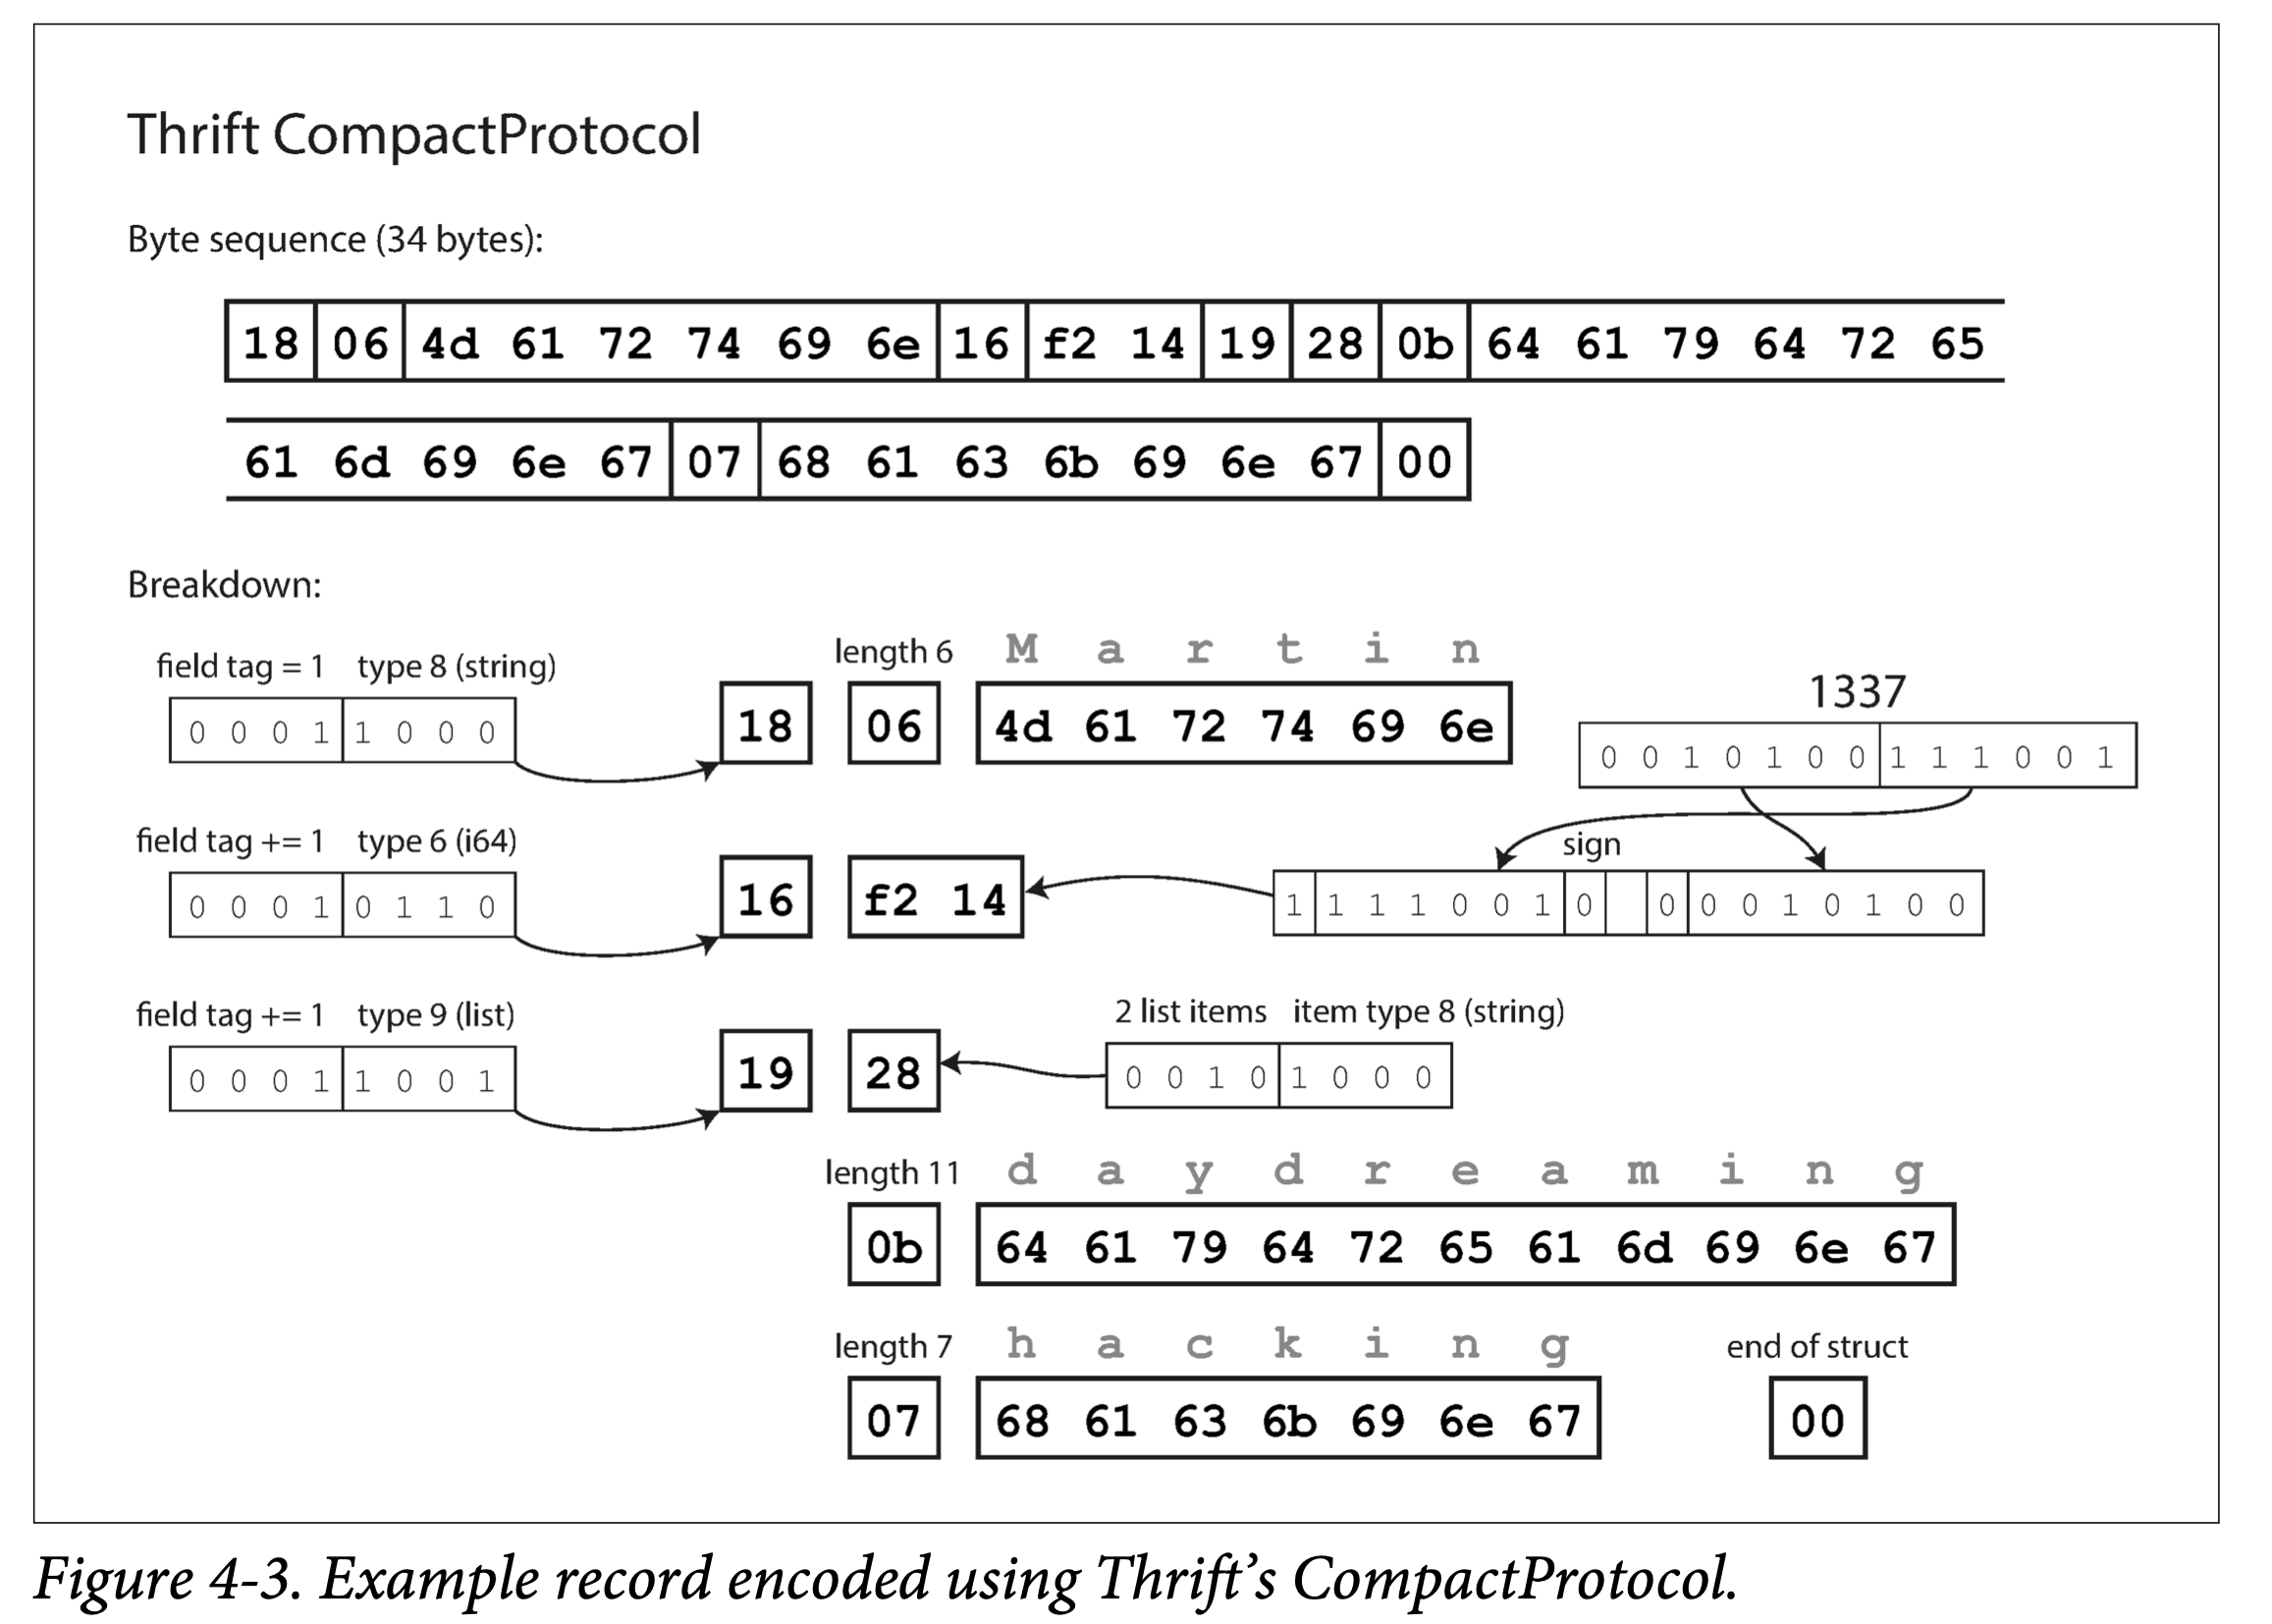 Thrift CompactProtocol
Byte sequence (34 bytes):
18 06 4d 61 72 74 69 6e 16 f2 14 19 28 0b 64 61 79 64 72 65
61 6d 69 6e 67 07 68 61 63 6b 69 6e 67 00
Breakdown:
field tag = 1 type 8 (string) length 6 M a r t i n
0 0 0 1 1 0 0 0 18 06 4d 61 72 74 69 6e
1337
0 0 1 0 1 0 0 1 1 1 0 0 1
field tag += 1 type 6 (i64) sign
0 0 0 1 0 1 1 0 16 f2 14 1 1 1 1 0 0 1 0 0 0 0 1 0 1 0 0
field tag += 1 type 9 (list) 2 list items item type 8 (string)
0 0 0 1 1 0 0 1 19 28 0 0 1 0 1 0 0 0
length 11 d a y d r e a m i n g
0b 64 61 79 64 72 65 61 6d 69 6e 67
length 7 h a c k i n g end of struct
07 68 61 63 6b 69 6e 67 00
Figure 4-3. Example record encoded using Thrift's CompactProtocol.